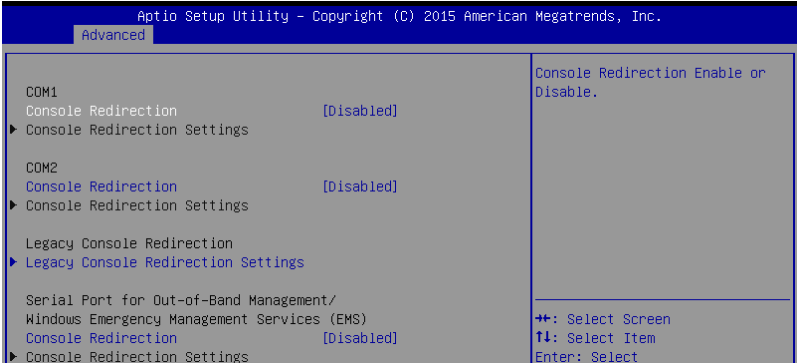 Aptio Setup Utility – Copyright (C) 2015 American Megatrends, Inc.
Advanced
COM1
Console Redirection [Disabled]
Console Redirection Settings
COM2
Console Redirection [Disabled]
Console Redirection Settings
Legacy Console Redirection
Legacy Console Redirection Settings
Serial Port for Out-of-Band Management/
Windows Emergency Management Services (EMS)
Console Redirection [Disabled]
Console Redirection Settings
Console Redirection Enable or
Disable.
→←: Select Screen
↑↓: Select Item
Enter: Select